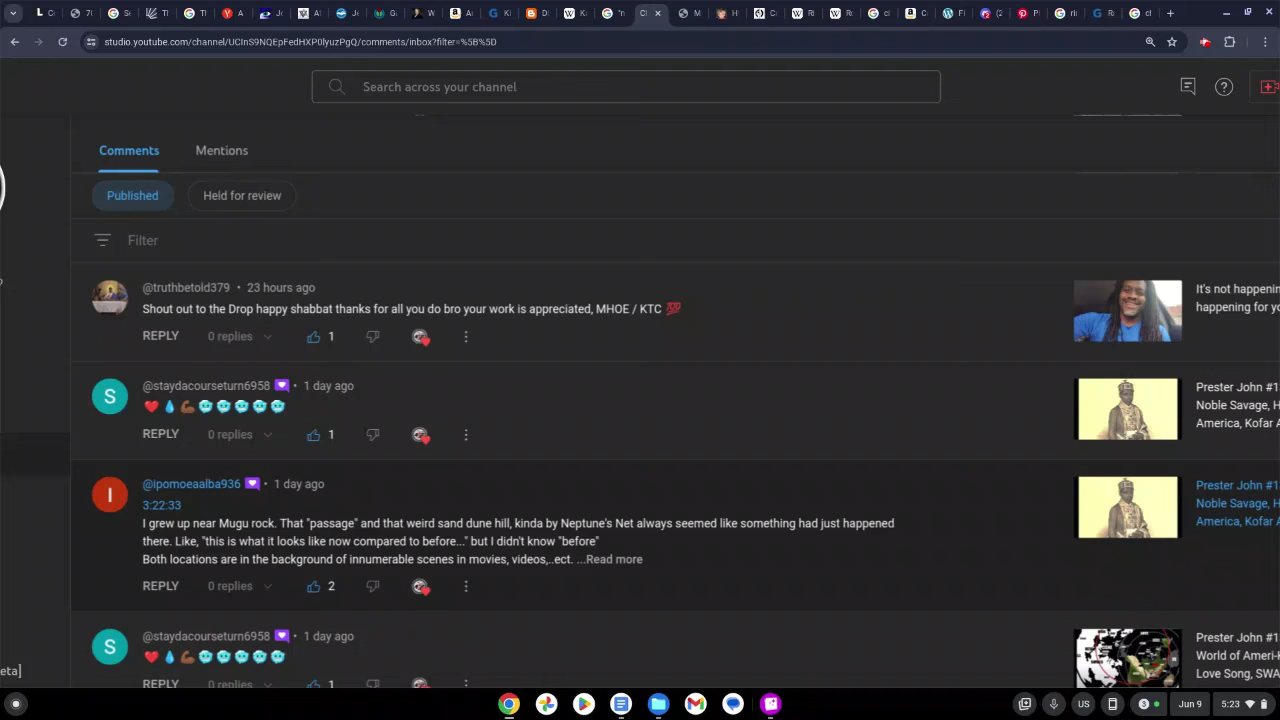 studio.youtube.com/channel/UCInS9NQEpFedHXP0lyuzPgQ/comments/inbox?filter=%5B%5D
Search across your channel
Comments
Mentions
Published
Held for review
Filter
@truthbetold379 • 23 hours ago
Shout out to the Drop happy shabbat thanks for all you do bro your work is appreciated, MHOE / KTC 💯
REPLY 0 replies 1
It's not happenin
happening for yo
@staydacourseturn6958 • 1 day ago
REPLY 0 replies 1
Prester John #1
Noble Savage, H
America, Kofar A
@ipomoeaalba936 • 1 day ago
3:22:33
I grew up near Mugu rock. That "passage" and that weird sand dune hill, kinda by Neptune's Net always seemed like something had just happened
there. Like, "this is what it looks like now compared to before..." but I didn't know "before"
Both locations are in the background of innumerable scenes in movies, videos,..ect. ...Read more
REPLY 0 replies 2
Prester John #1
Noble Savage, H
America, Kofar A
@staydacourseturn6958 • 1 day ago
REPLY 0 replies 1
Prester John #1
World of Ameri-K
Love Song, SWA
eta]
US
3
Jun 9
5:23